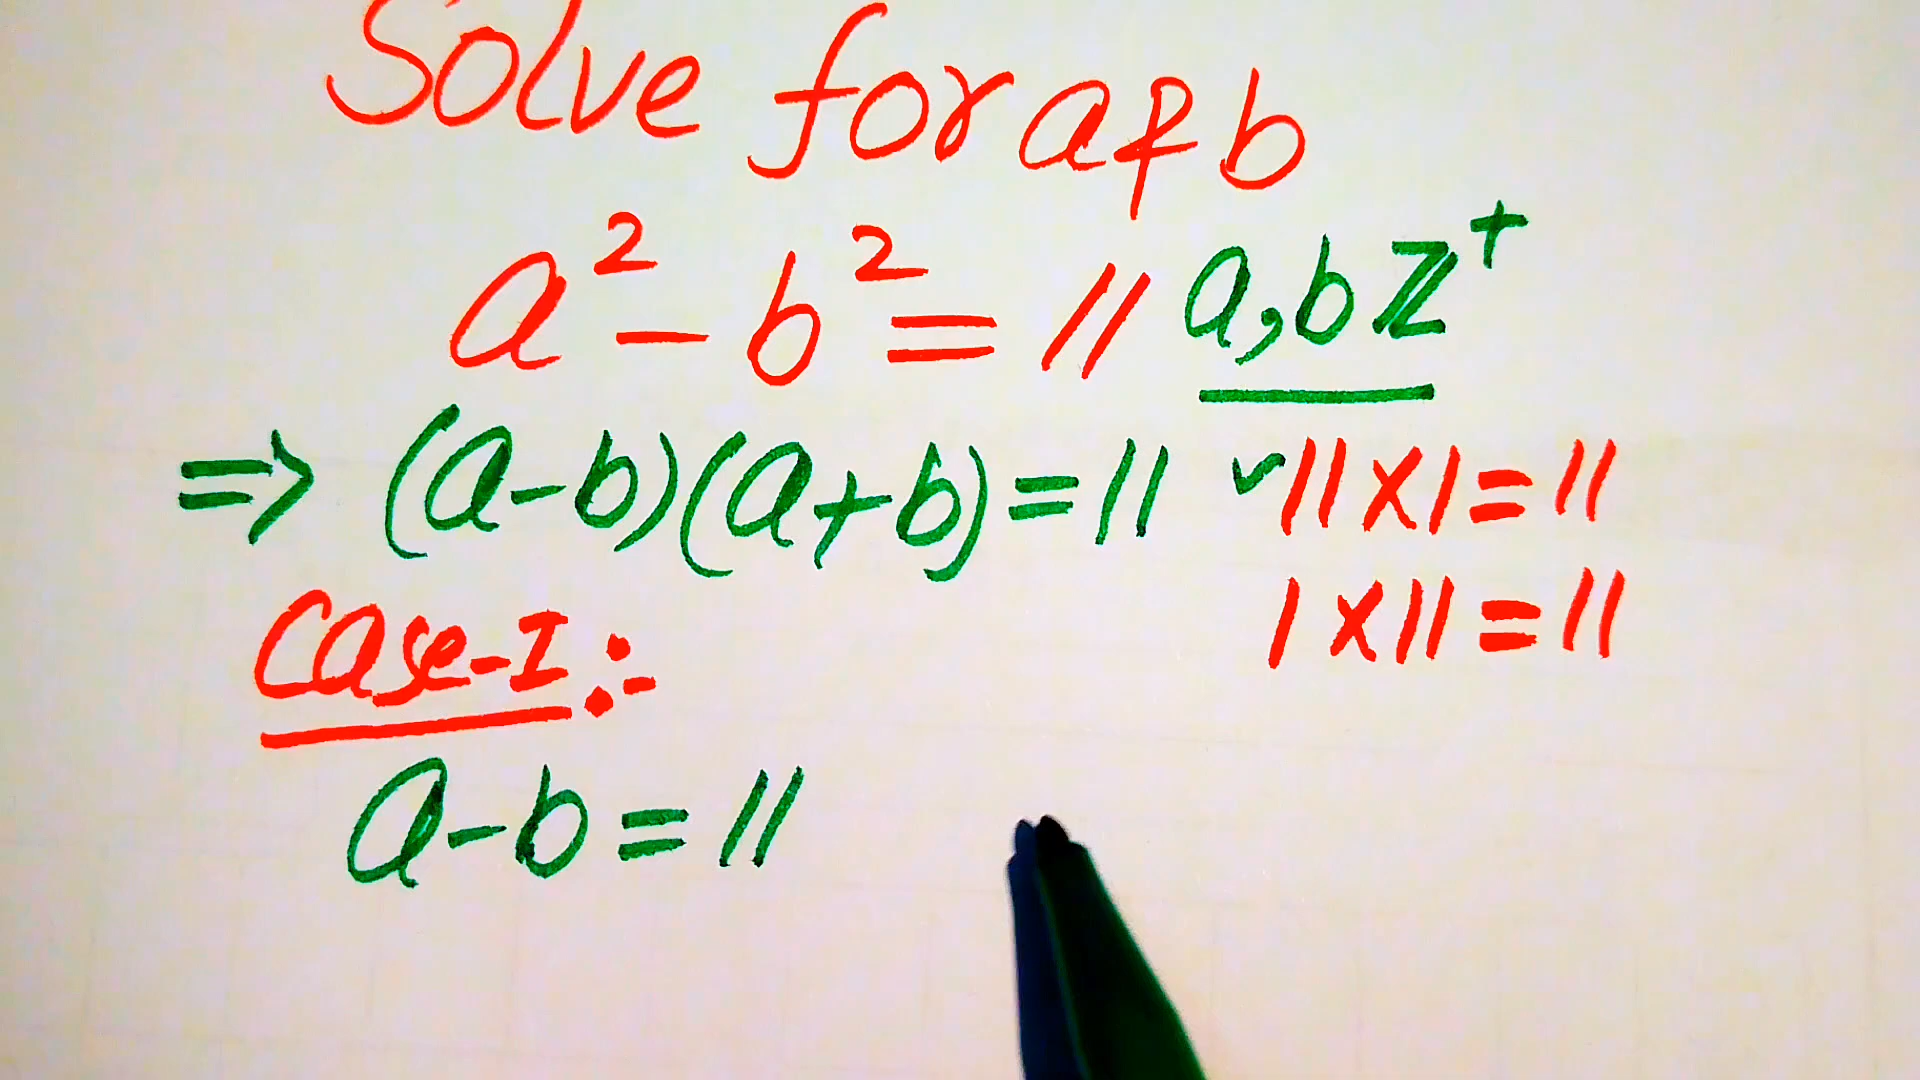 Solve for a & b
a² - b² = 11 a,b ℤ⁺
⇒ (a-b)(a+b) = 11 ✓11 × 1 = 11
1 × 11 = 11
Case-I :-
a - b = 11